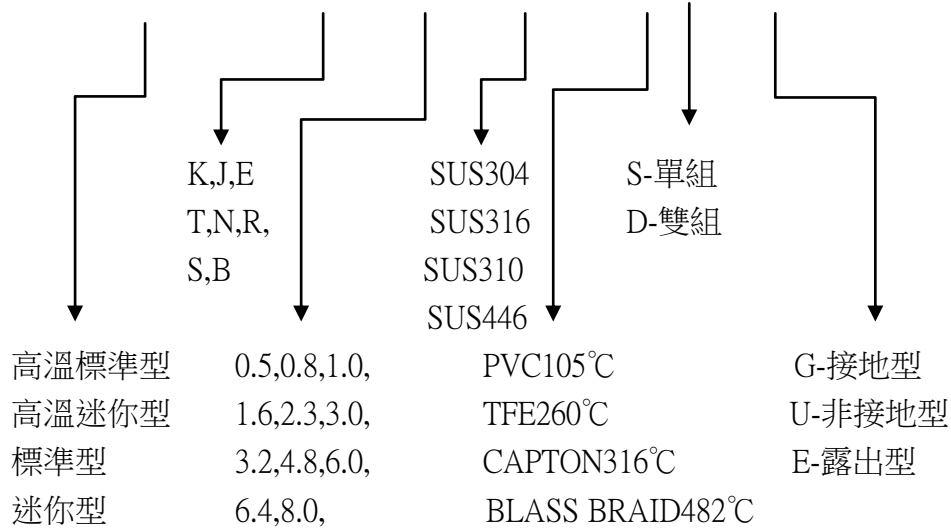 K,J,E SUS304 S-單組
T,N,R, SUS316 D-雙組
S,B SUS310
SUS446
高溫標準型 0.5,0.8,1.0, PVC105℃ G-接地型
高溫迷你型 1.6,2.3,3.0, TFE260℃ U-非接地型
標準型 3.2,4.8,6.0, CAPTON316℃ E-露出型
迷你型 6.4,8.0, BLASS BRAID482℃